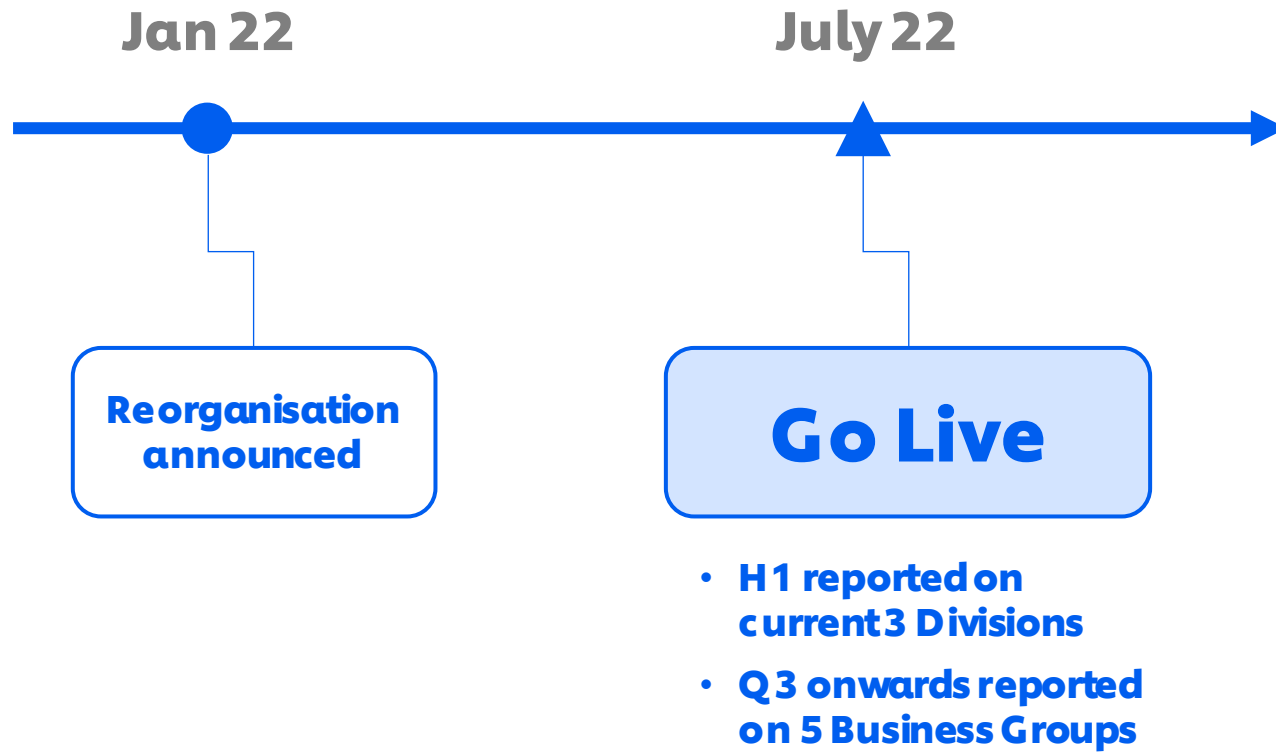 Jan 22
July 22
Reorganisation
announced
Go Live
• H1 reported on
current 3 Divisions
• Q3 onwards reported
on 5 Business Groups